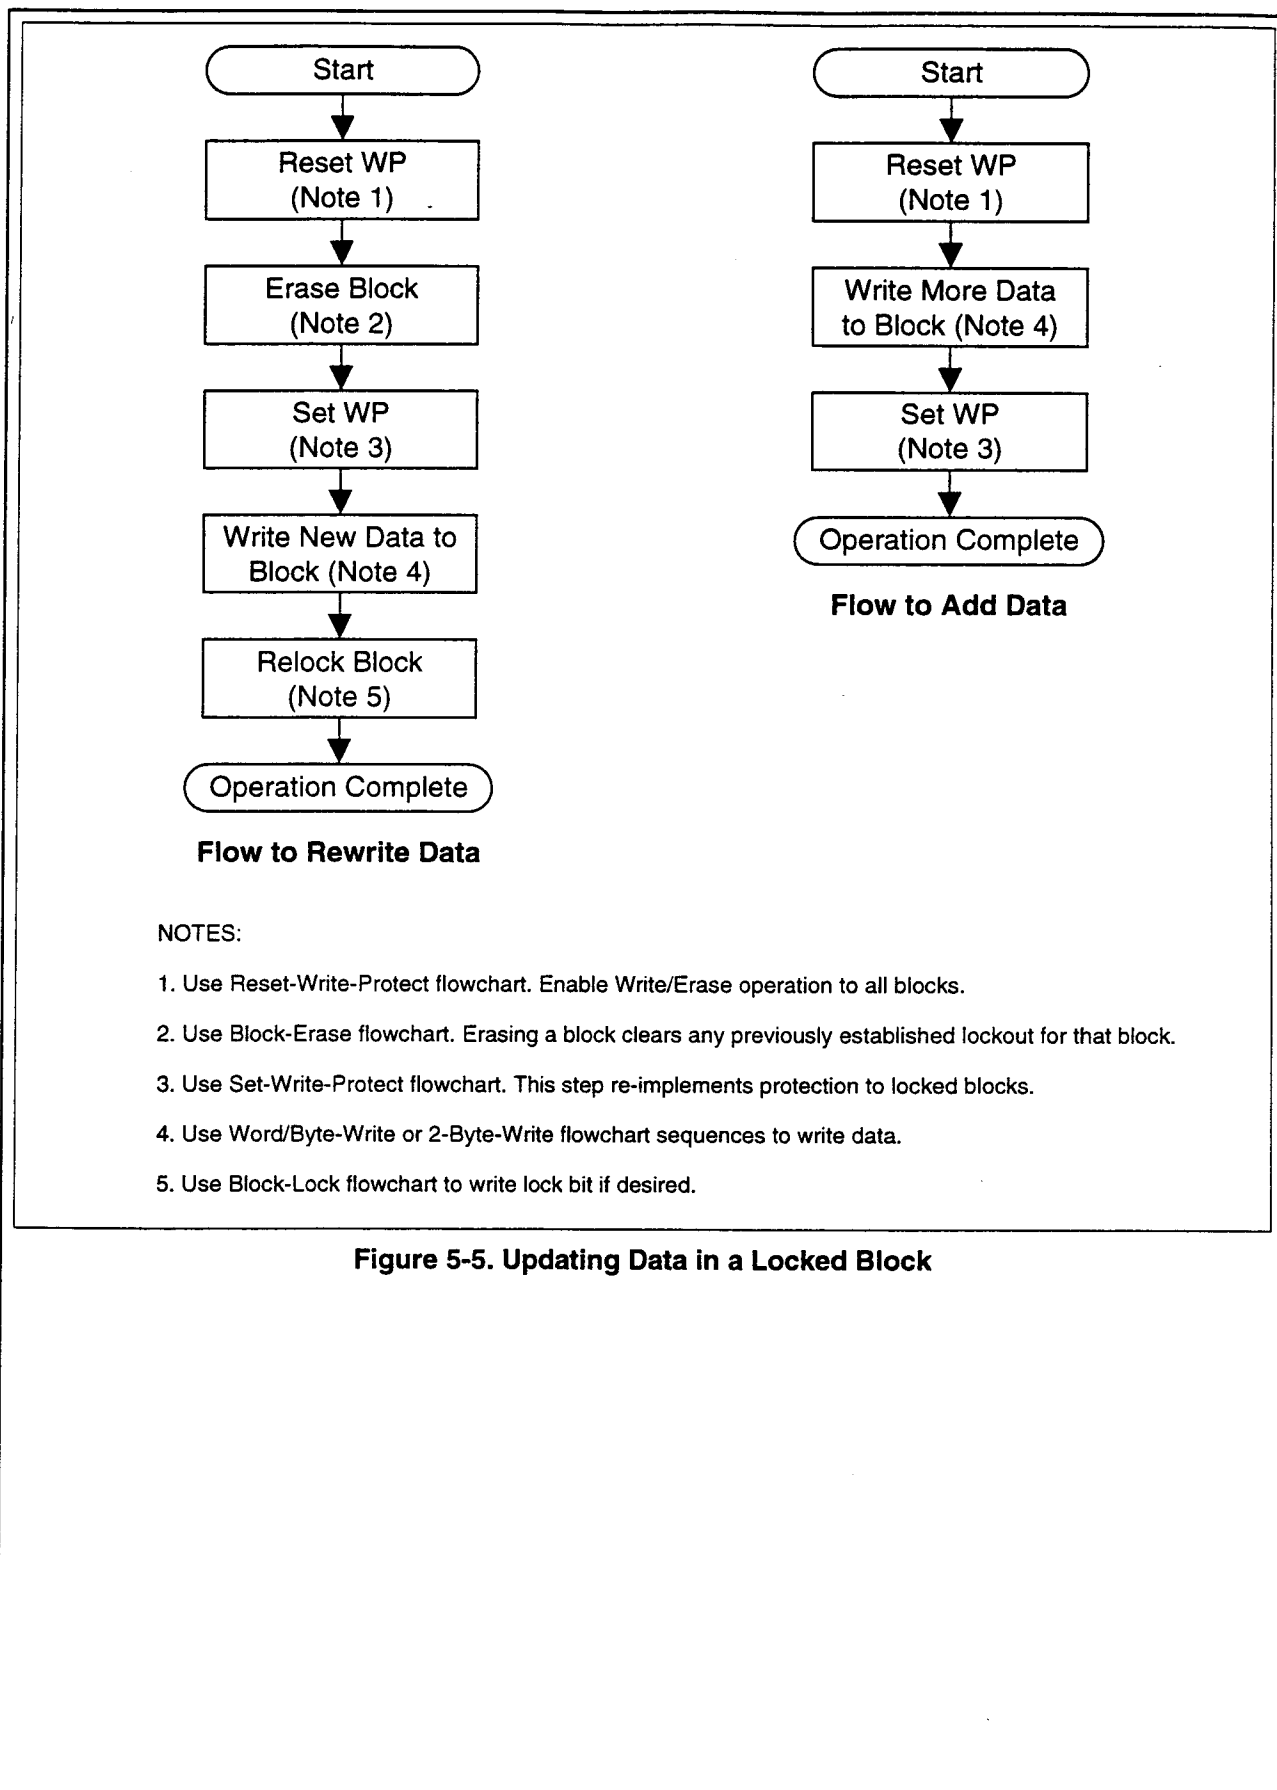 Start
Reset WP
(Note 1)
Erase Block
(Note 2)
Set WP
(Note 3)
Write New Data to
Block (Note 4)
Relock Block
(Note 5)
Operation Complete
Flow to Rewrite Data
Start
Reset WP
(Note 1)
Write More Data
to Block (Note 4)
Set WP
(Note 3)
Operation Complete
Flow to Add Data
NOTES:
1. Use Reset-Write-Protect flowchart. Enable Write/Erase operation to all blocks.
2. Use Block-Erase flowchart. Erasing a block clears any previously established lockout for that block.
3. Use Set-Write-Protect flowchart. This step re-implements protection to locked blocks.
4. Use Word/Byte-Write or 2-Byte-Write flowchart sequences to write data.
5. Use Block-Lock flowchart to write lock bit if desired.
Figure 5-5. Updating Data in a Locked Block